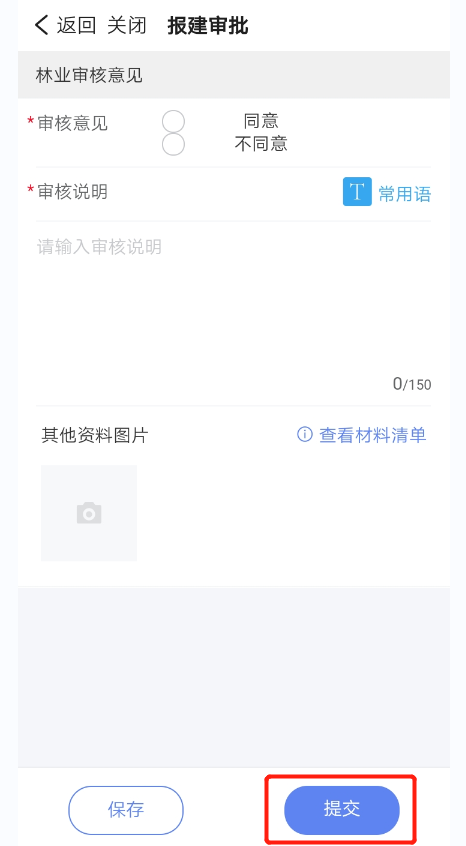 返回 关闭 报建审批
林业审核意见
*审核意见 同意
不同意
*审核说明 T 常用语
请输入审核说明
0/150
其他资料图片 查看材料清单
保存 提交